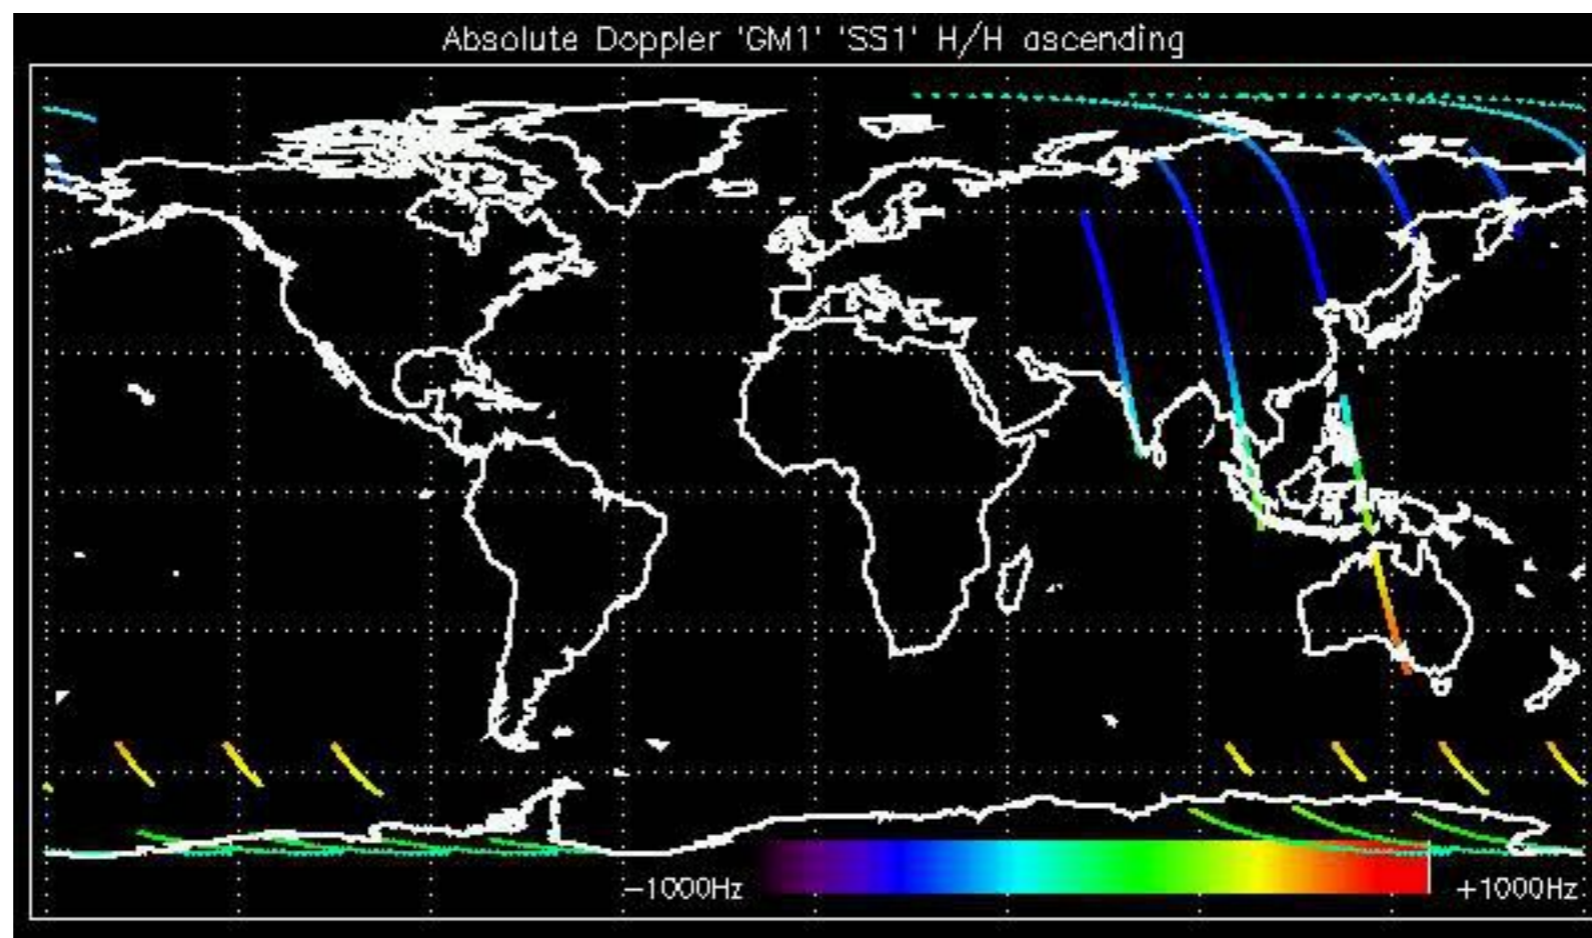 Absolute Doppler 'GM1' 'SS1' H/H ascending
-1000Hz
+1000Hz